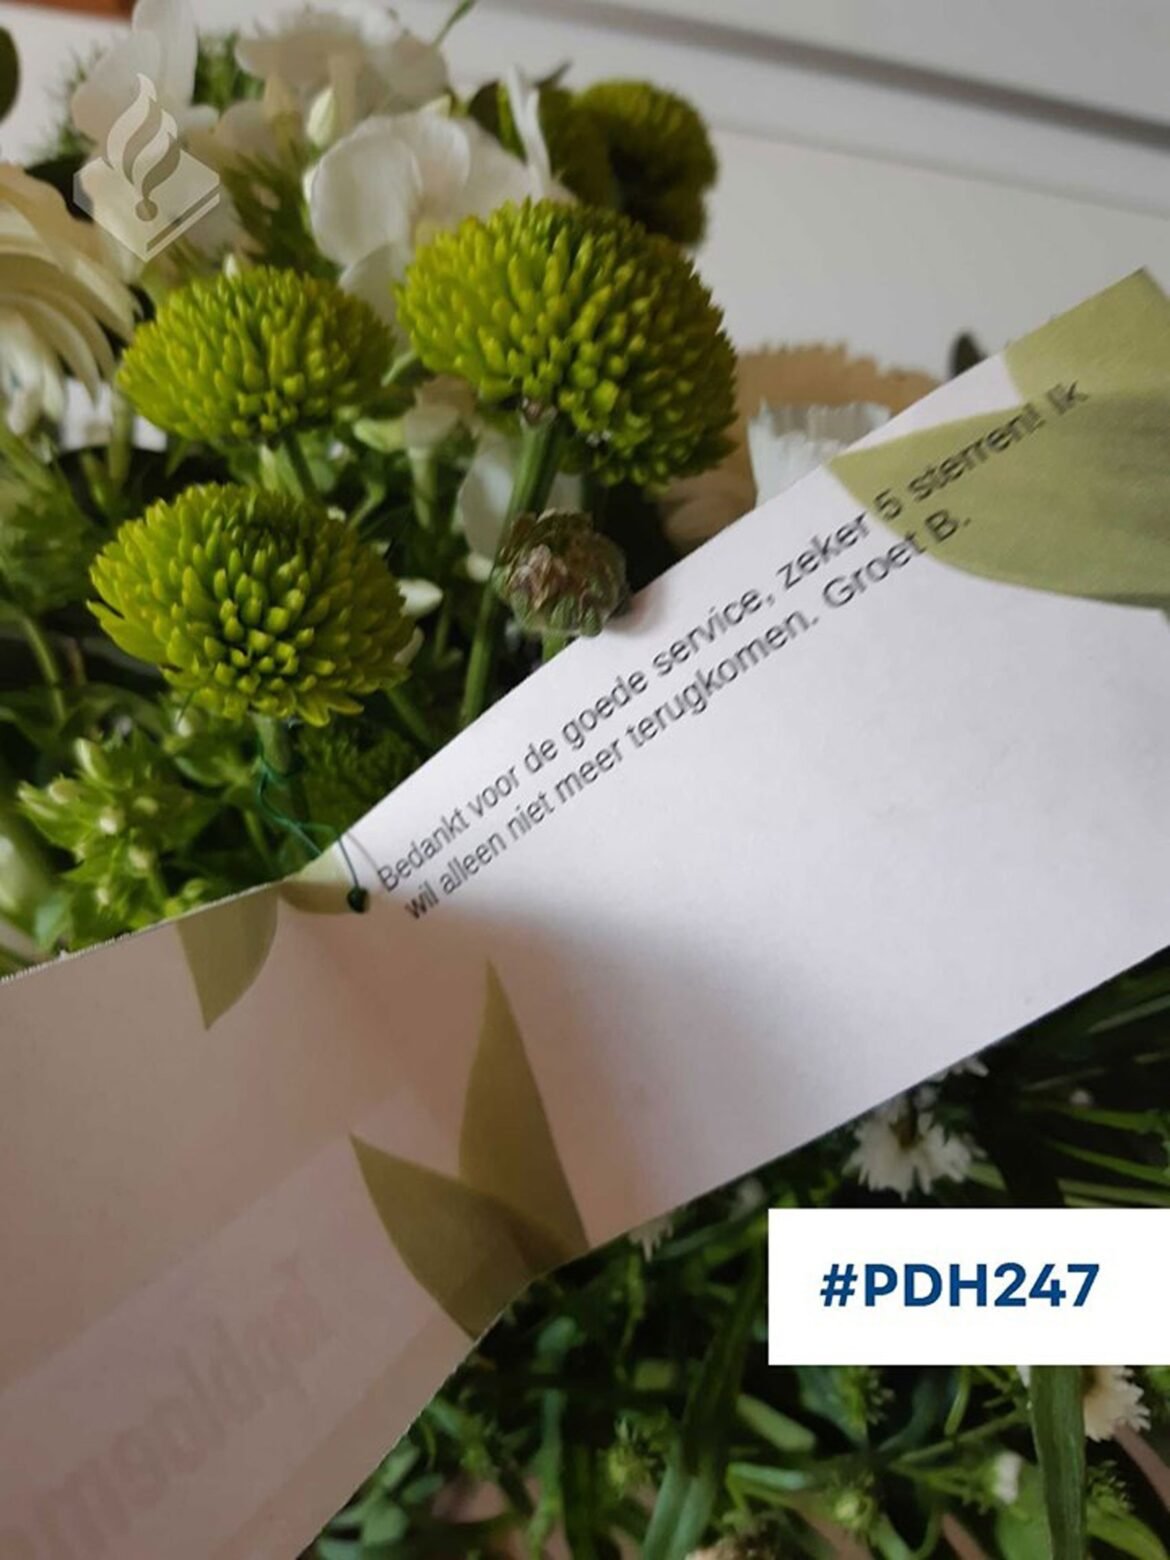 Bedankt voor de goede service, zeker 5 sterren! Ik
wil alleen niet meer terugkomen. Groet B.
#PDH247